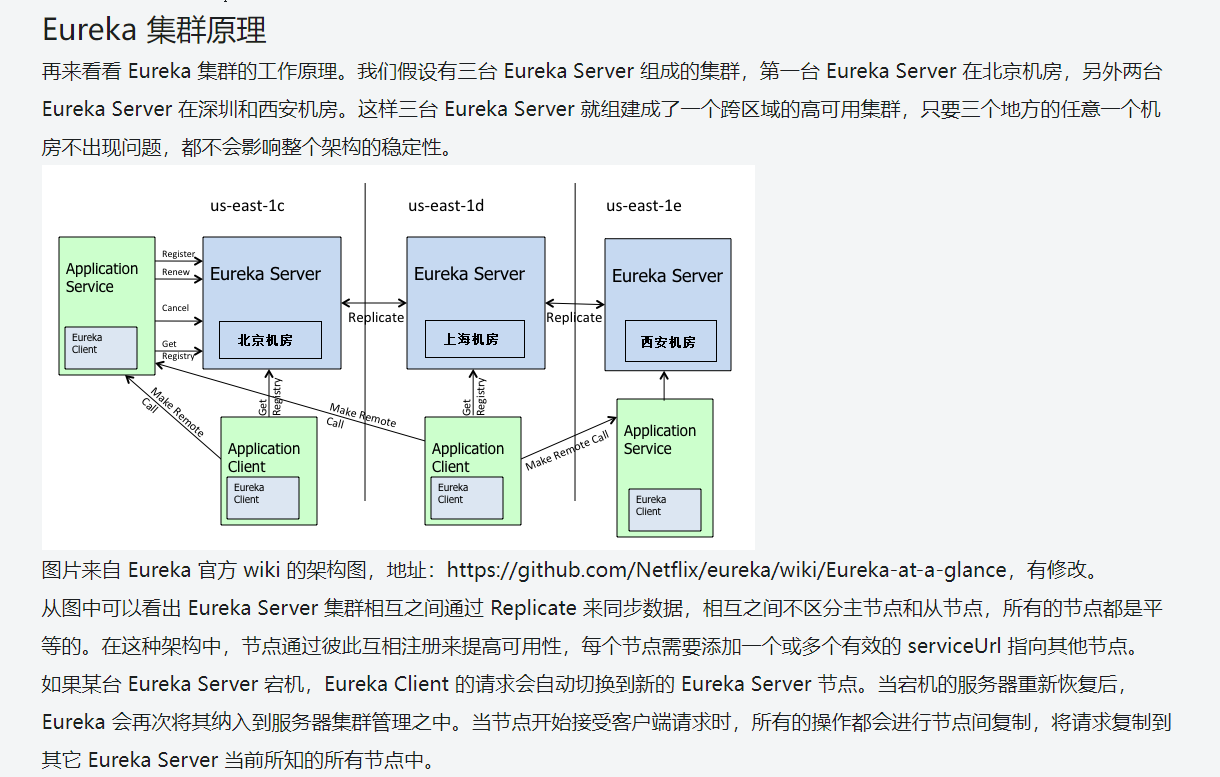 Eureka 集群原理
再来看看 Eureka 集群的工作原理。我们假设有三台 Eureka Server 组成的集群，第一台 Eureka Server 在北京机房，另外两台
Eureka Server 在深圳和西安机房。这样三台 Eureka Server 就组建成了一个跨区域的高可用集群，只要三个地方的任意一个机
房不出现问题，都不会影响整个架构的稳定性。
us-east-1c
us-east-1d
us-east-1e
Application
Service
Eureka
Client
Register
Renew
Cancel
Get
Registry
Eureka Server
北京机房
Replicate
Eureka Server
上海机房
Replicate
Eureka Server
西安机房
Make Remote
Call
Get
Registry
Make Remote
Call
Get
Registry
Make Remote Call
Application
Client
Eureka
Client
Application
Client
Eureka
Client
Application
Service
Eureka
Client
图片来自 Eureka 官方 wiki 的架构图，地址：https://github.com/Netflix/eureka/wiki/Eureka-at-a-glance，有修改。
从图中可以看出 Eureka Server 集群相互之间通过 Replicate 来同步数据，相互之间不区分主节点和从节点，所有的节点都是平
等的。在这种架构中，节点通过彼此互相注册来提高可用性，每个节点需要添加一个或多个有效的 serviceUrl 指向其他节点。
如果某台 Eureka Server 宕机，Eureka Client 的请求会自动切换到新的 Eureka Server 节点。当宕机的服务器重新恢复后，
Eureka 会再次将其纳入到服务器集群管理之中。当节点开始接受客户端请求时，所有的操作都会进行节点间复制，将请求复制到
其它 Eureka Server 当前所知的所有节点中。